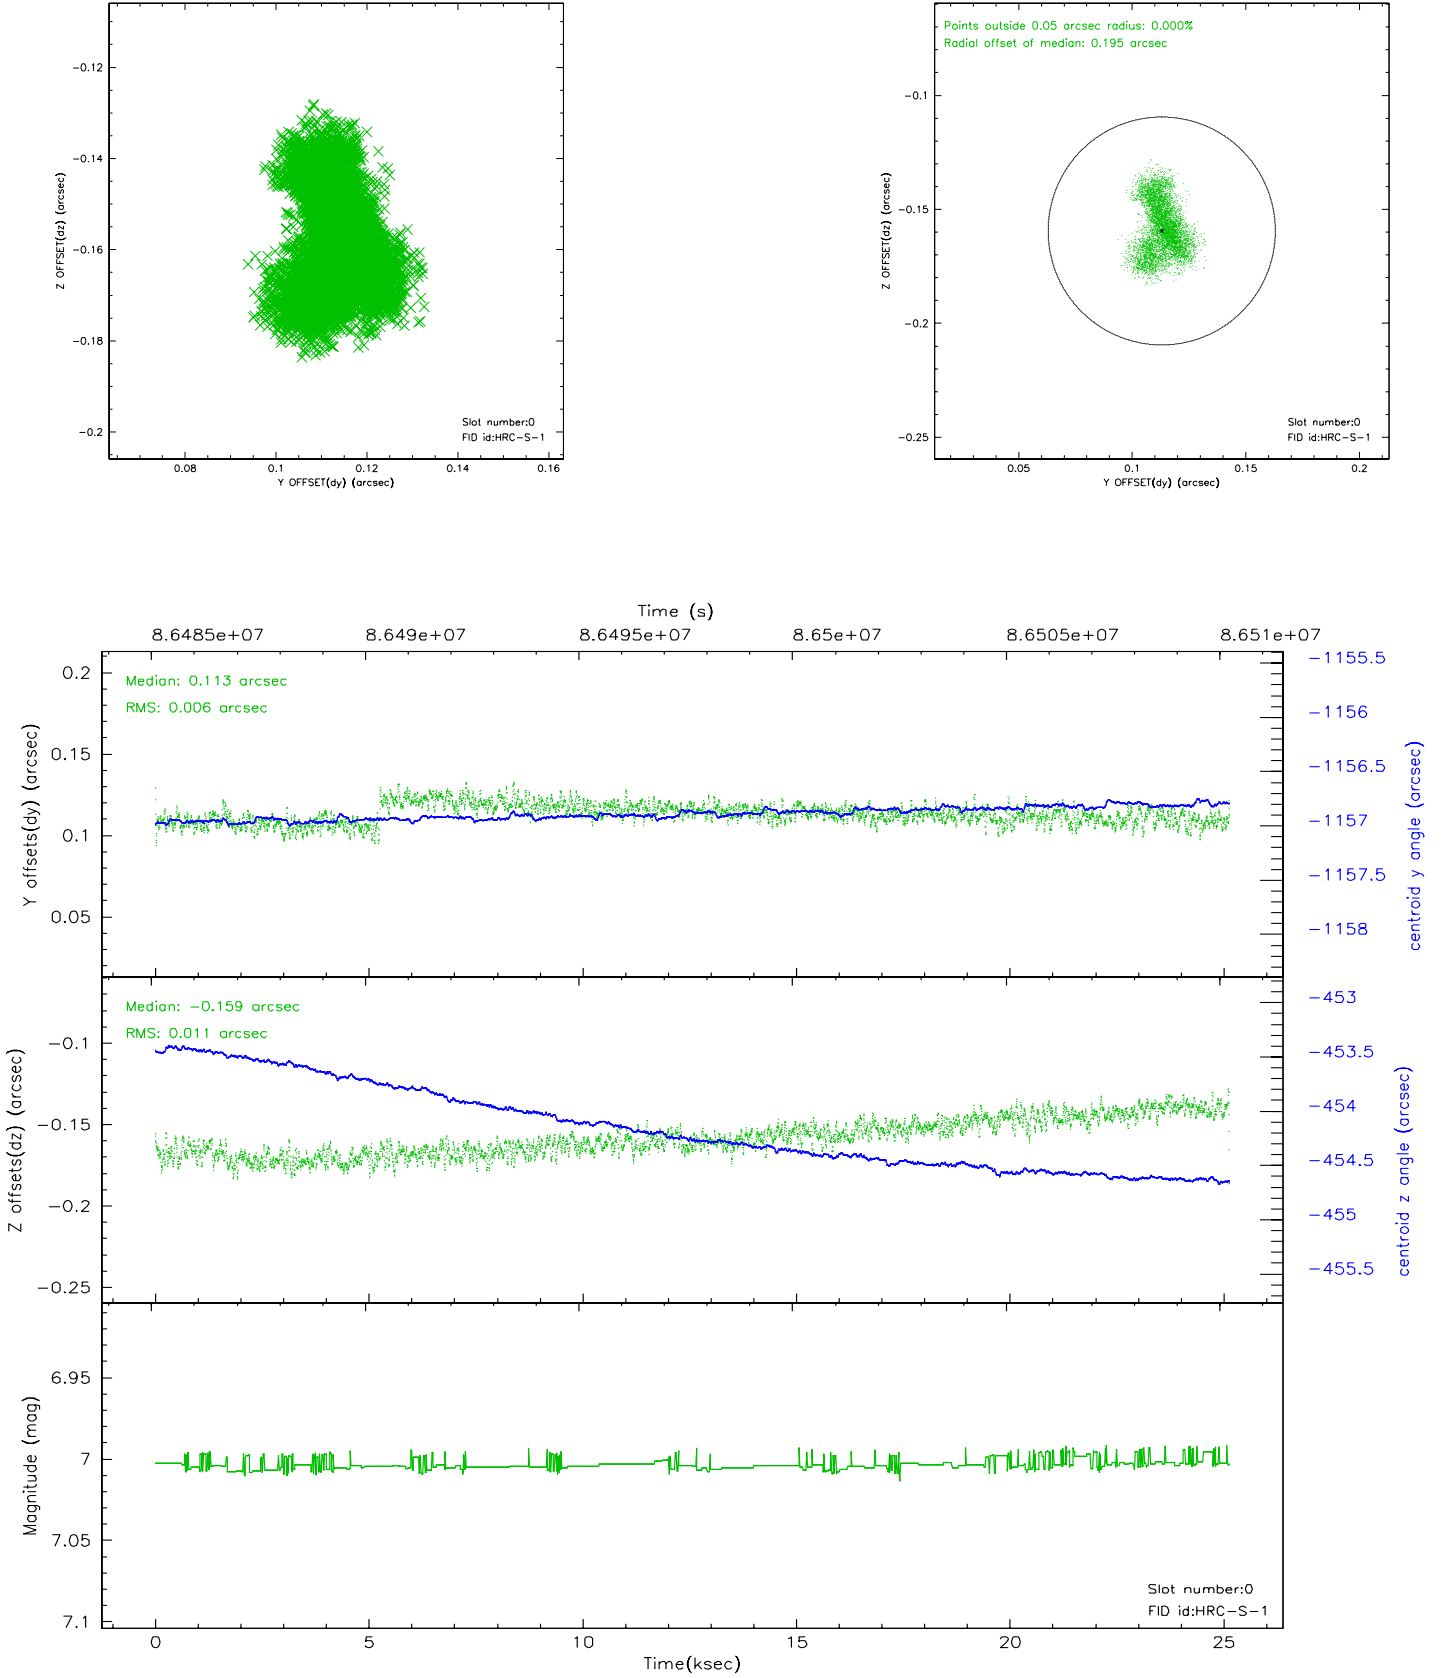 -0.12
-0.14
-0.16
-0.18
-0.2
Z OFFSET(dz) (arcsec)
Slot number:0
FID id:HRC-S-1
0.08 0.1 0.12 0.14 0.16
Y OFFSET(dy) (arcsec)
Points outside 0.05 arcsec radius: 0.000%
Radial offset of median: 0.195 arcsec
-0.1
-0.15
-0.2
-0.25
Z OFFSET(dz) (arcsec)
Slot number:0
FID id:HRC-S-1
0.05 0.1 0.15 0.2
Y OFFSET(dy) (arcsec)
Time (s)
8.6485e+07 8.649e+07 8.6495e+07 8.65e+07 8.6505e+07 8.651e+07
Median: 0.113 arcsec
RMS: 0.006 arcsec
0.2
0.15
0.1
0.05
Y offsets(dy) (arcsec)
-1155.5
-1156
-1156.5
-1157
-1157.5
-1158
centroid y angle (arcsec)
Median: -0.159 arcsec
RMS: 0.011 arcsec
-0.1
-0.15
-0.2
-0.25
Z offsets(dz) (arcsec)
-453
-453.5
-454
-454.5
-455
-455.5
centroid z angle (arcsec)
6.95
7
7.05
7.1
Magnitude (mag)
Slot number:0
FID id:HRC-S-1
0 5 10 15 20 25
Time(ksec)